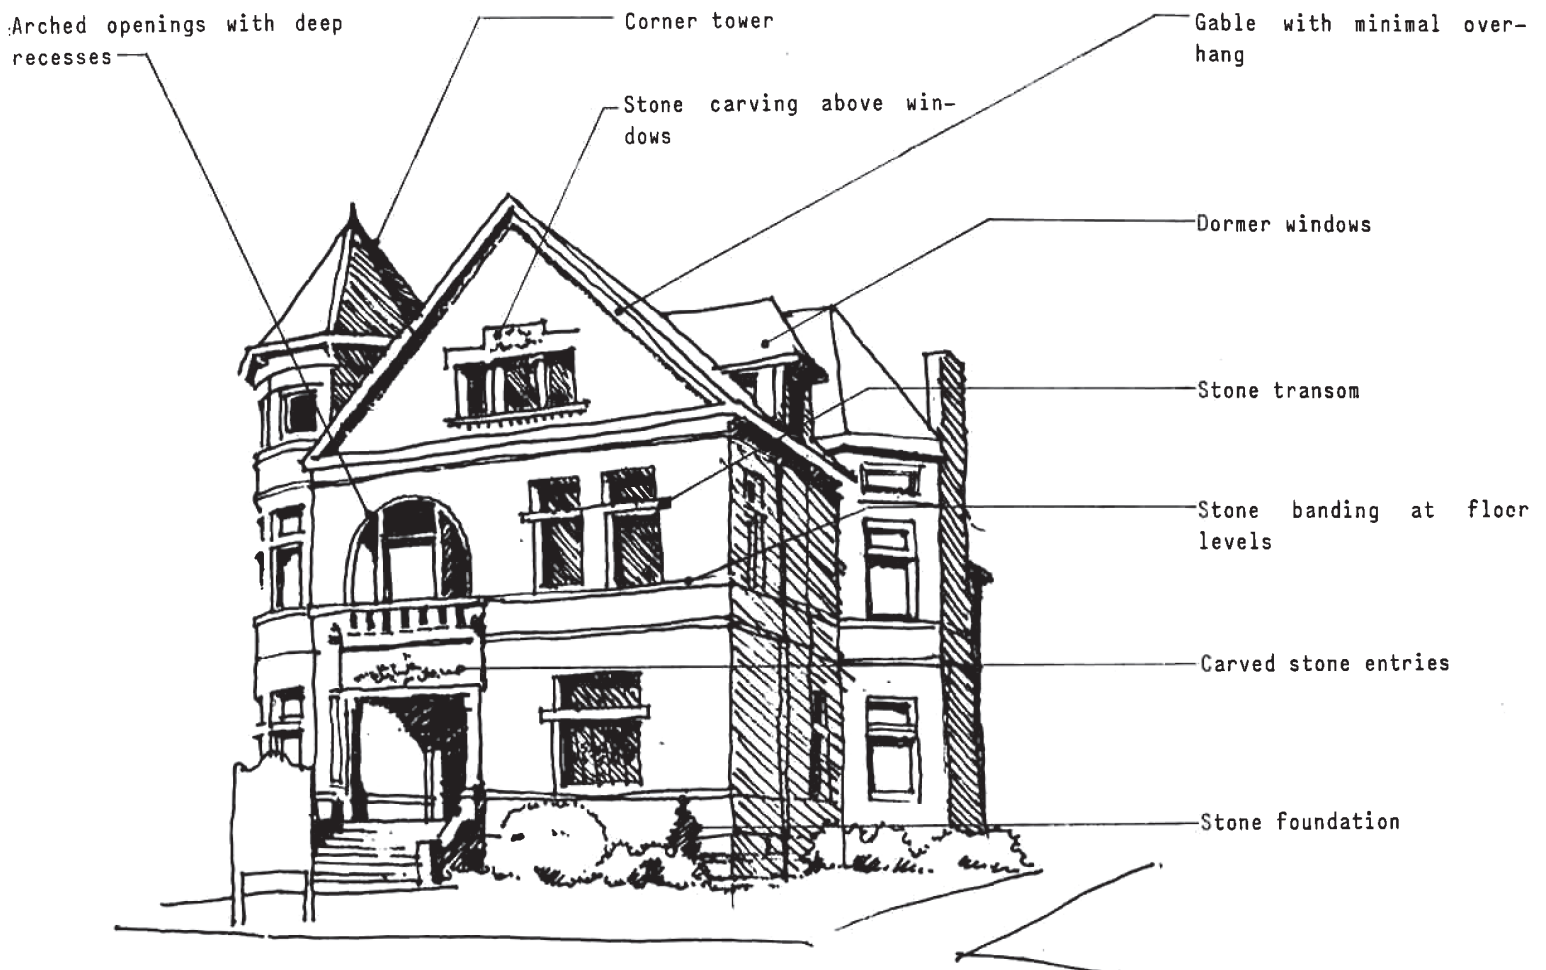 Arched openings with deep
recesses
Corner tower
Stone carving above win-
dows
Gable with minimal over-
hang
Dormer windows
Stone transom
Stone banding at floor
levels
Carved stone entries
Stone foundation